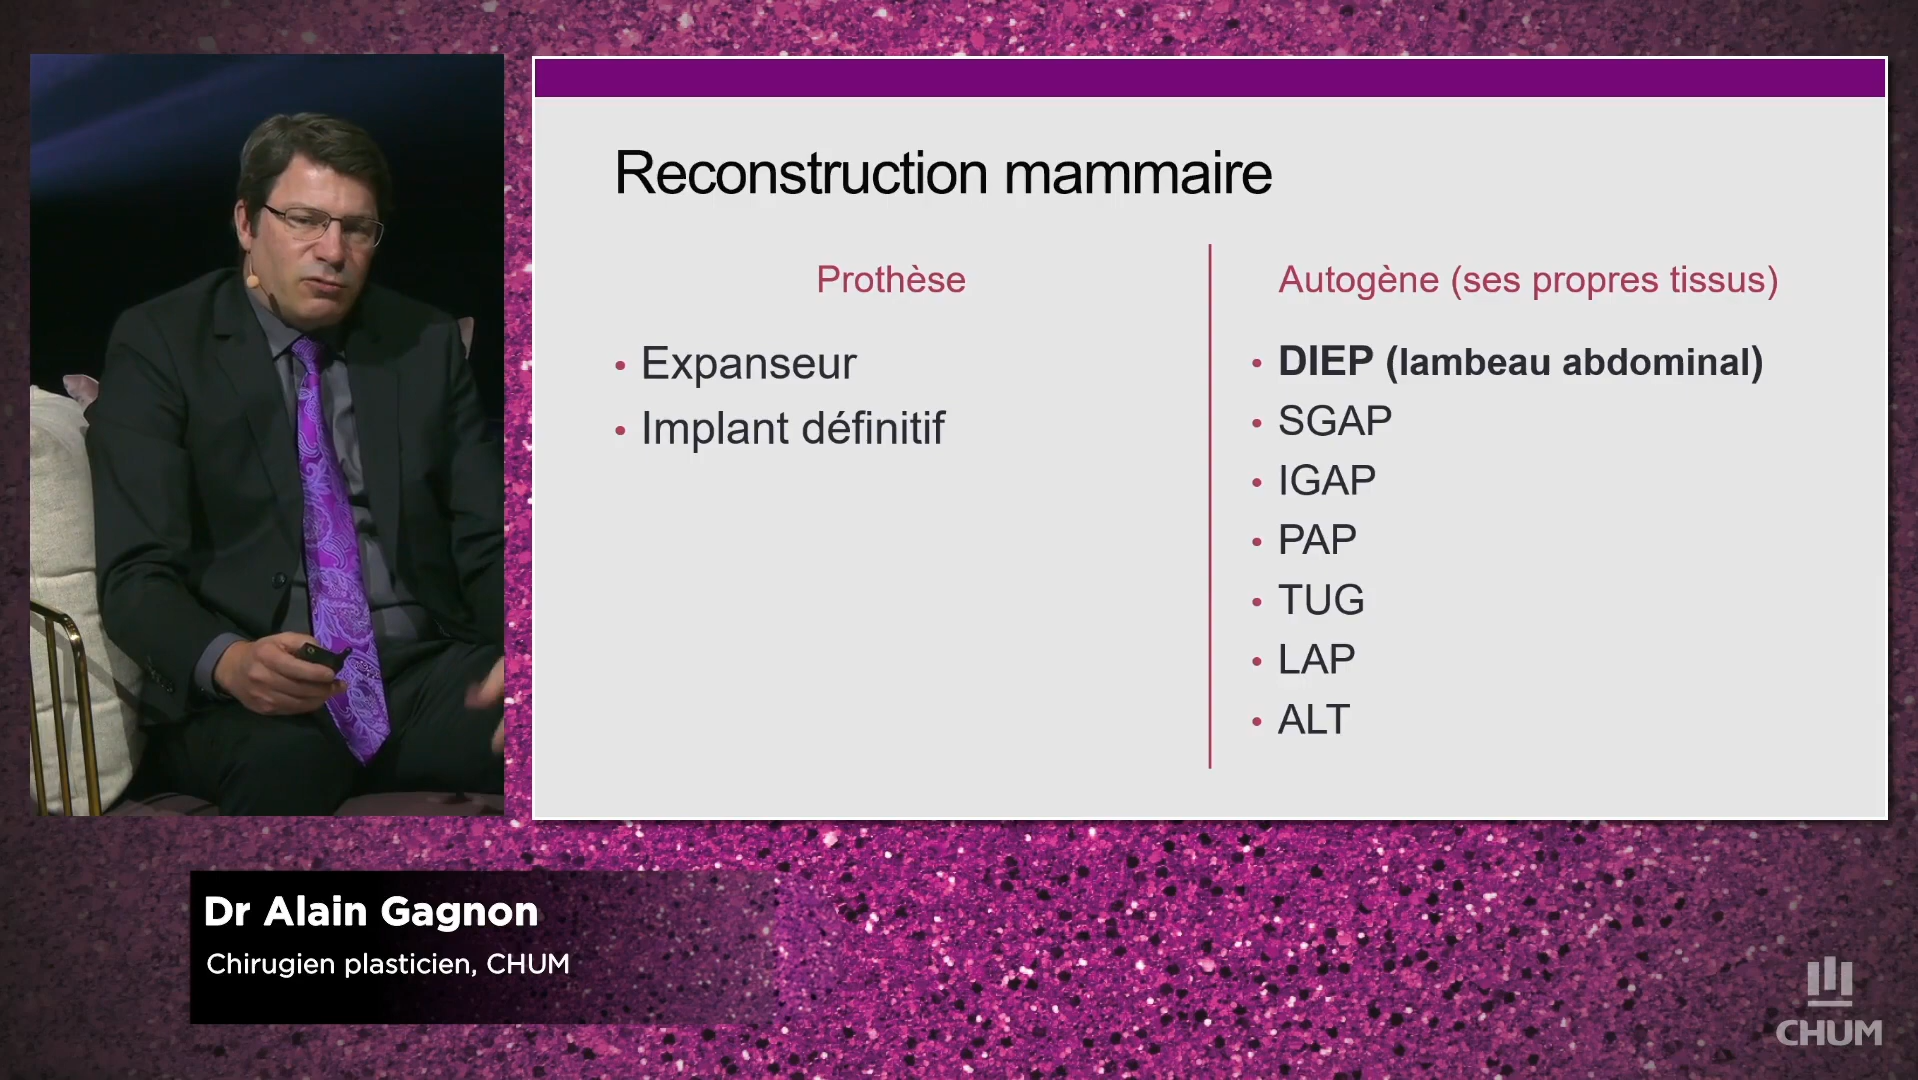 Reconstruction mammaire
Prothèse
• Expanseur
• Implant définitif
Autogène (ses propres tissus)
• DIEP (lambeau abdominal)
• SGAP
• IGAP
• PAP
• TUG
• LAP
• ALT
Dr Alain Gagnon
Chirugien plasticien, CHUM
CHUM